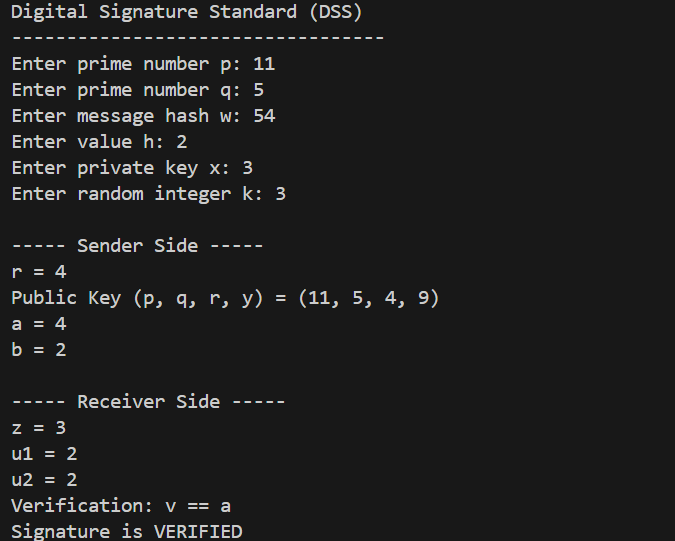 Digital Signature Standard (DSS)
----------------------------------
Enter prime number p: 11
Enter prime number q: 5
Enter message hash w: 54
Enter value h: 2
Enter private key x: 3
Enter random integer k: 3
----- Sender Side -----
r = 4
Public Key (p, q, r, y) = (11, 5, 4, 9)
a = 4
b = 2
----- Receiver Side -----
z = 3
u1 = 2
u2 = 2
Verification: v == a
Signature is VERIFIED